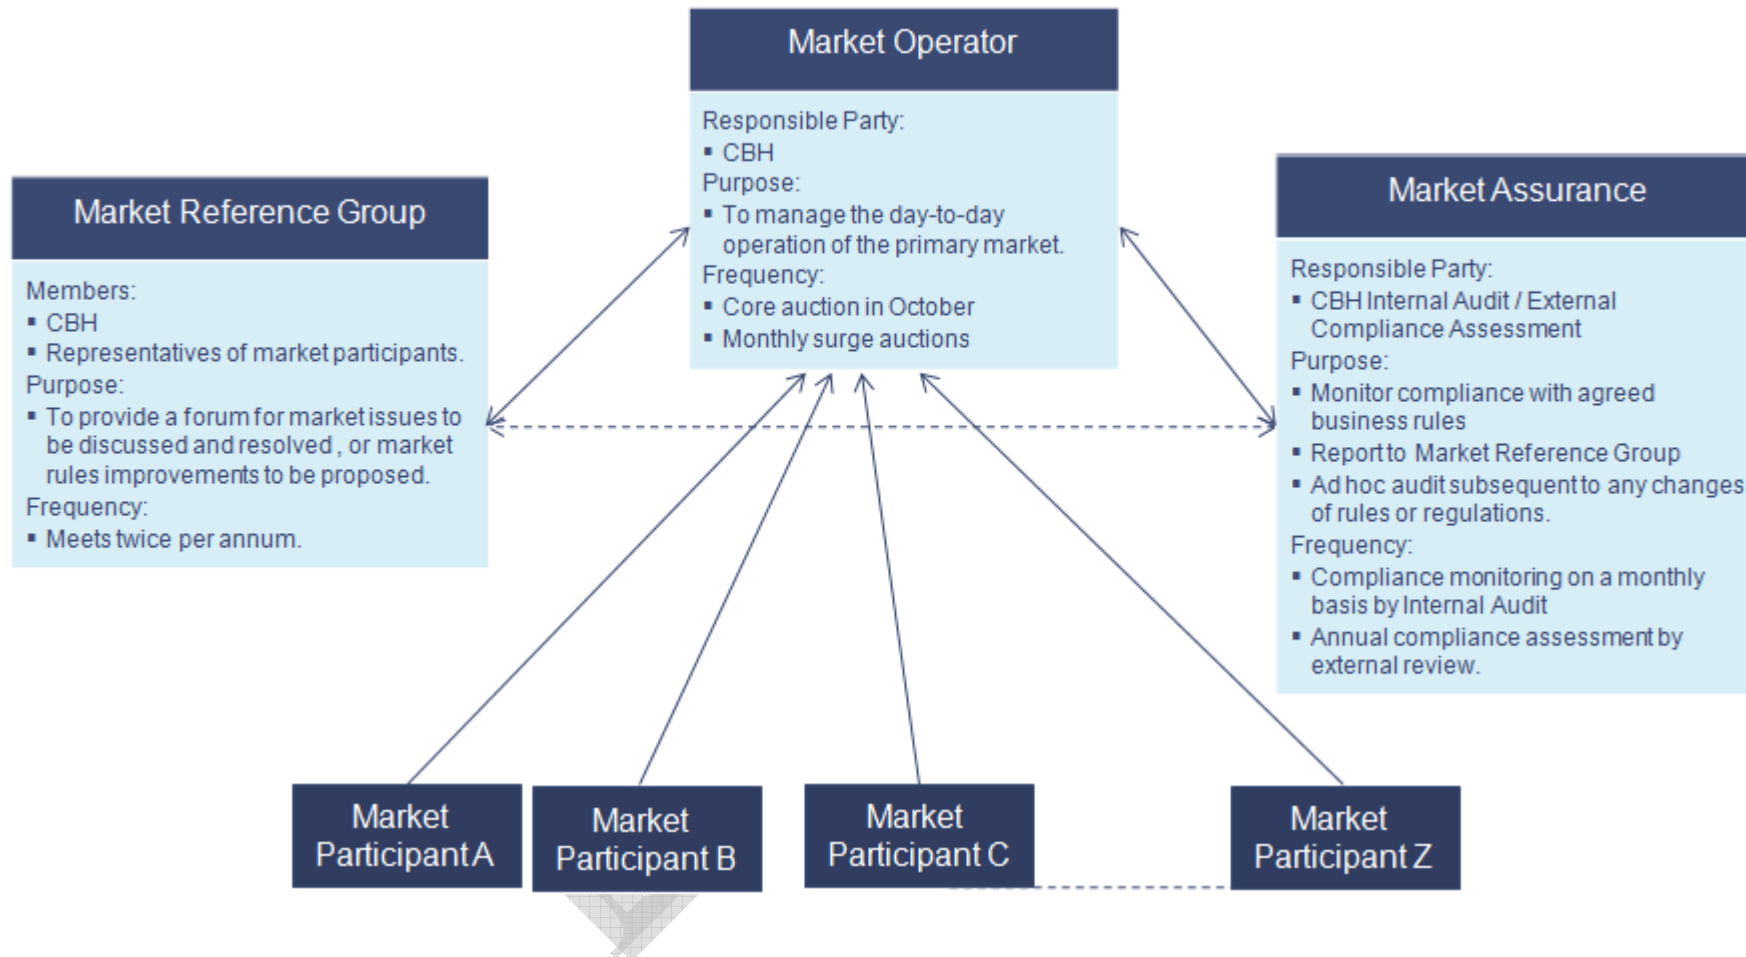 Market Operator
Responsible Party:
▪ CBH
Purpose:
▪ To manage the day-to-day
operation of the primary market.
Frequency:
▪ Core auction in October
▪ Monthly surge auctions
Market Reference Group
Members:
▪ CBH
▪ Representatives of market participants.
Purpose:
▪ To provide a forum for market issues to
be discussed and resolved , or market
rules improvements to be proposed.
Frequency:
▪ Meets twice per annum.
Market Assurance
Responsible Party:
▪ CBH Internal Audit / External
Compliance Assessment
Purpose:
▪ Monitor compliance with agreed
business rules
▪ Report to Market Reference Group
▪ Ad hoc audit subsequent to any changes
of rules or regulations.
Frequency:
▪ Compliance monitoring on a monthly
basis by Internal Audit
▪ Annual compliance assessment by
external review.
Market
Participant A
Market
Participant B
Market
Participant C
Market
Participant Z